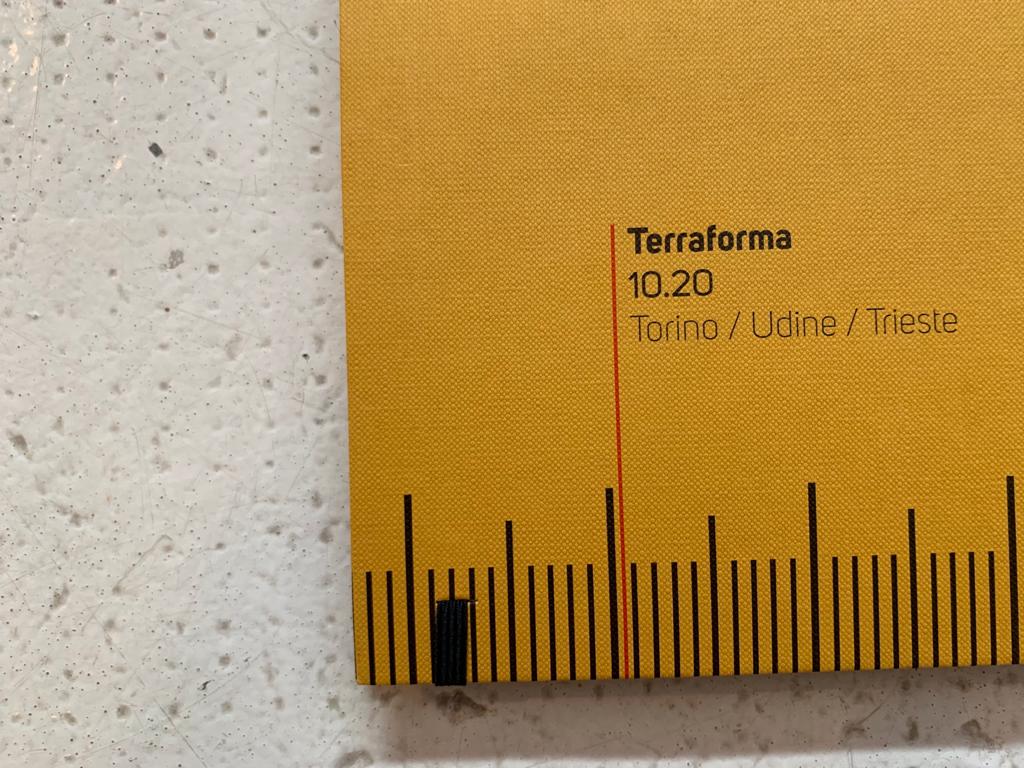 Terraforma
10.20
Torino / Udine / Trieste